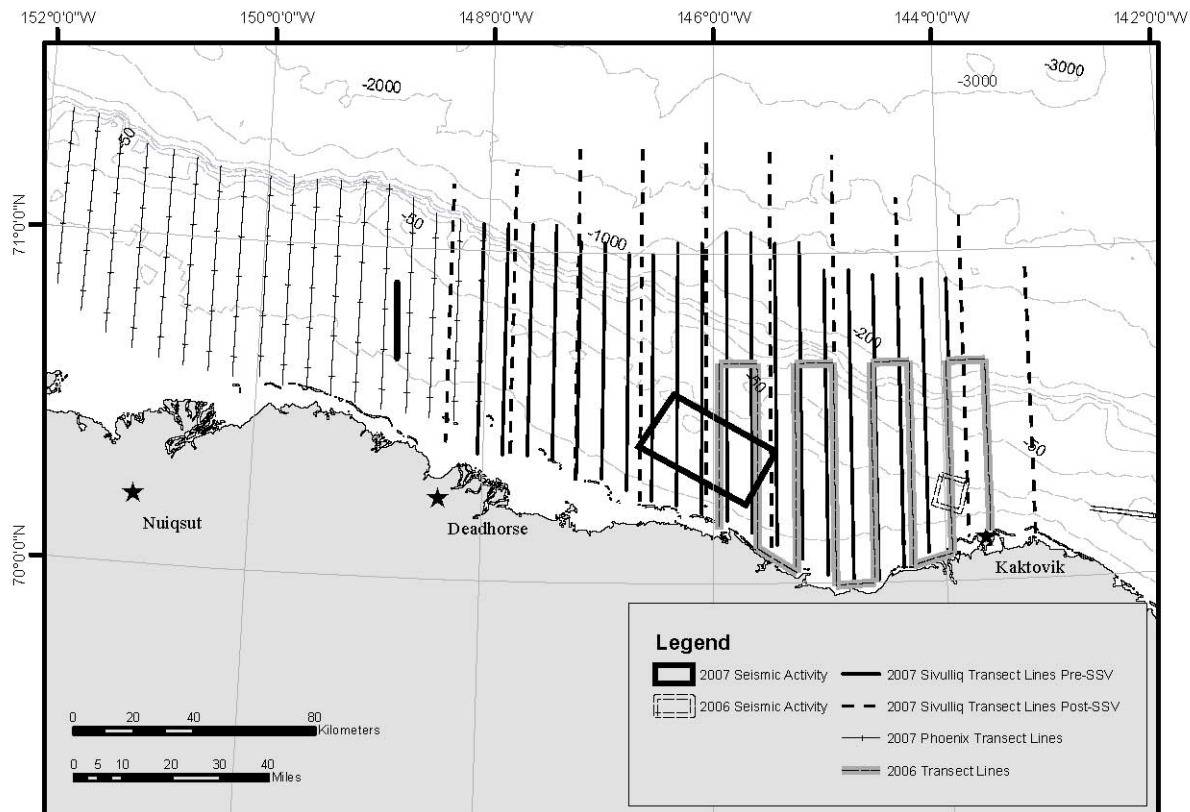 152°0'0"W 150°0'0"W 148°0'0"W 146°0'0"W 144°0'0"W 142°0'0"W
-2000
-3000
-3000
-50
71°0'0"N
-50
-1000
-200
-50
-50
Nuiqsut
Deadhorse
70°0'0"N
Kaktovik
Legend
2007 Seismic Activity
2006 Seismic Activity
2007 Sivulliq Transect Lines Pre-SSV
2007 Sivulliq Transect Lines Post-SSV
2007 Phoenix Transect Lines
2006 Transect Lines
0 20 40 80
Kilometers
0 5 10 20 30 40
Miles